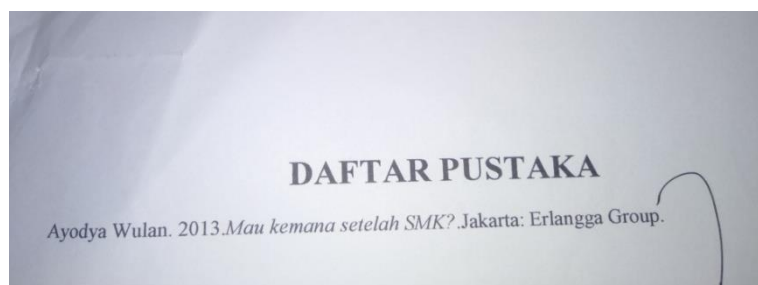 DAFTAR PUSTAKA
Ayodya Wulan. 2013.Mau kemana setelah SMK?.Jakarta: Erlangga Group.